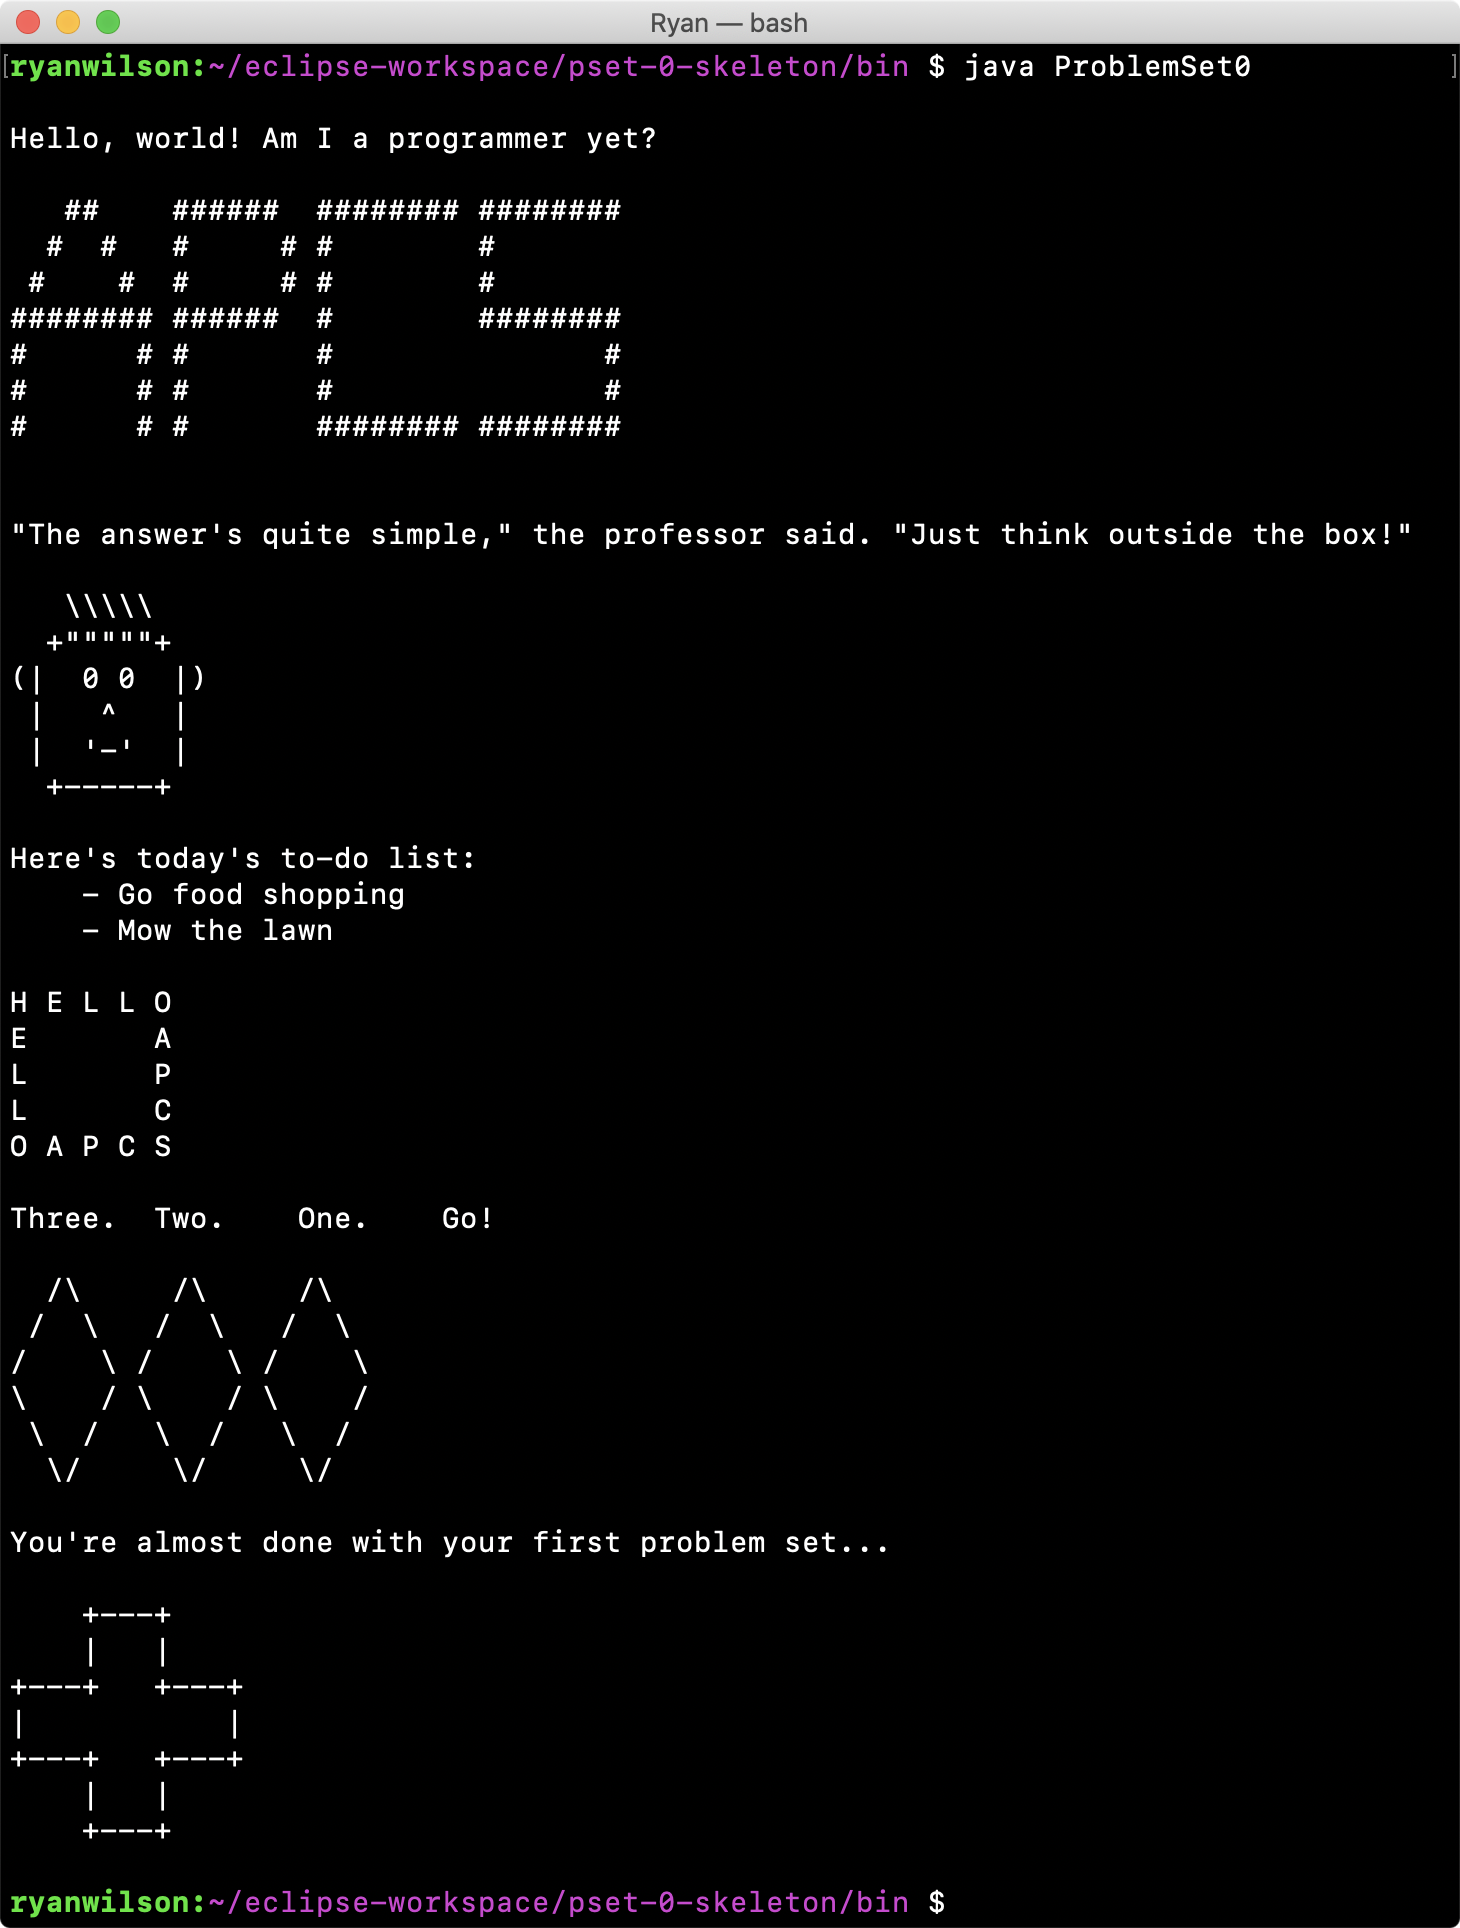 Ryan — bash
[ryanwilson:~/eclipse-workspace/pset-0-skeleton/bin $ java ProblemSet0 ]
Hello, world! Am I a programmer yet?
   ##    ######  ######## ########
  #  #   #     # #        #
 #    #  #     # #        #
######## ######  #        ########
#      # #       #               #
#      # #       #               #
#      # #       ######## ########
"The answer's quite simple," the professor said. "Just think outside the box!"
   \\\\\
  +"""""+
(|  0 0  |)
 |   ^   |
 |  '-'  |
  +-----+
Here's today's to-do list:
    - Go food shopping
    - Mow the lawn
H E L L O
E       A
L       P
L       C
O A P C S
Three.  Two.    One.    Go!
  /\     /\     /\
 /  \   /  \   /  \
/    \ /    \ /    \
\    / \    / \    /
 \  /   \  /   \  /
  \/     \/     \/
You're almost done with your first problem set...
    +---+
    |   |
+---+   +---+
|           |
+---+   +---+
    |   |
    +---+
ryanwilson:~/eclipse-workspace/pset-0-skeleton/bin $